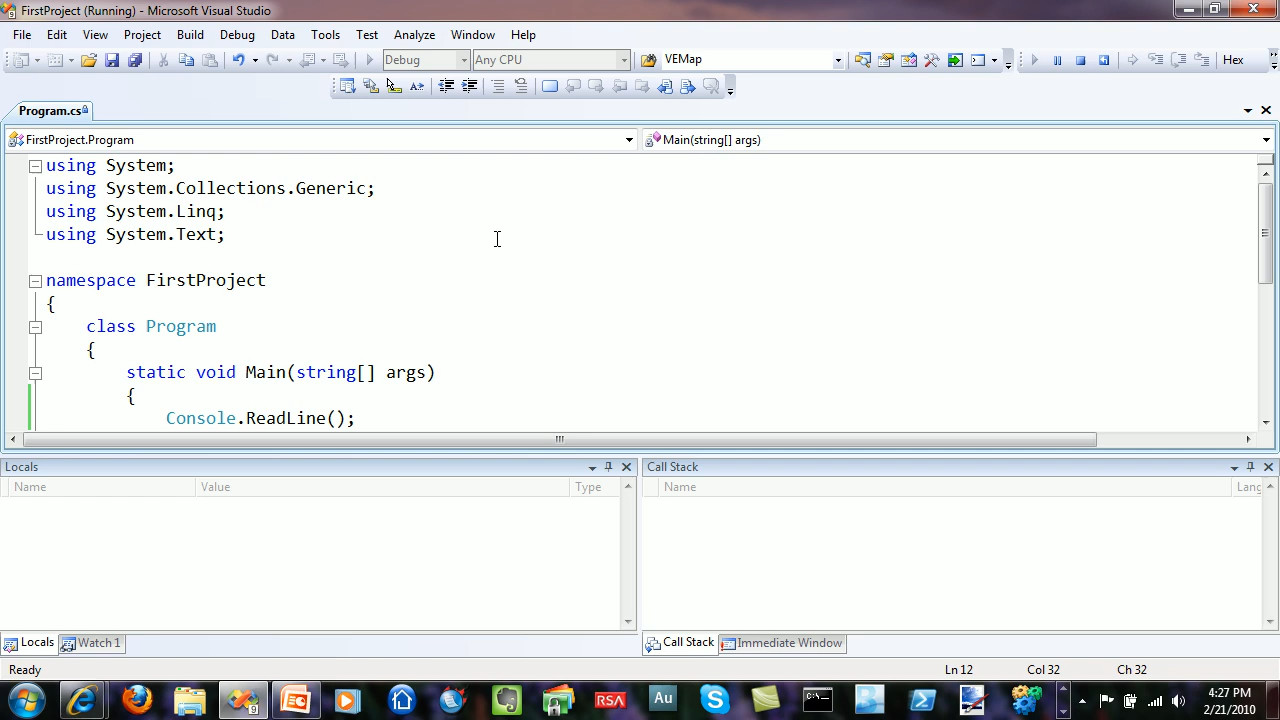 FirstProject (Running) - Microsoft Visual Studio
File Edit View Project Build Debug Data Tools Test Analyze Window Help
Debug Any CPU VEMap Hex
Program.cs
FirstProject.Program Main(string[] args)
using System;
using System.Collections.Generic;
using System.Linq;
using System.Text;
namespace FirstProject
{
class Program
{
static void Main(string[] args)
{
Console.ReadLine();
Locals Call Stack
Name Value Type Name Lang
Locals Watch 1 Call Stack Immediate Window
Ready Ln 12 Col 32 Ch 32
RSA Au
4:27 PM
2/21/2010